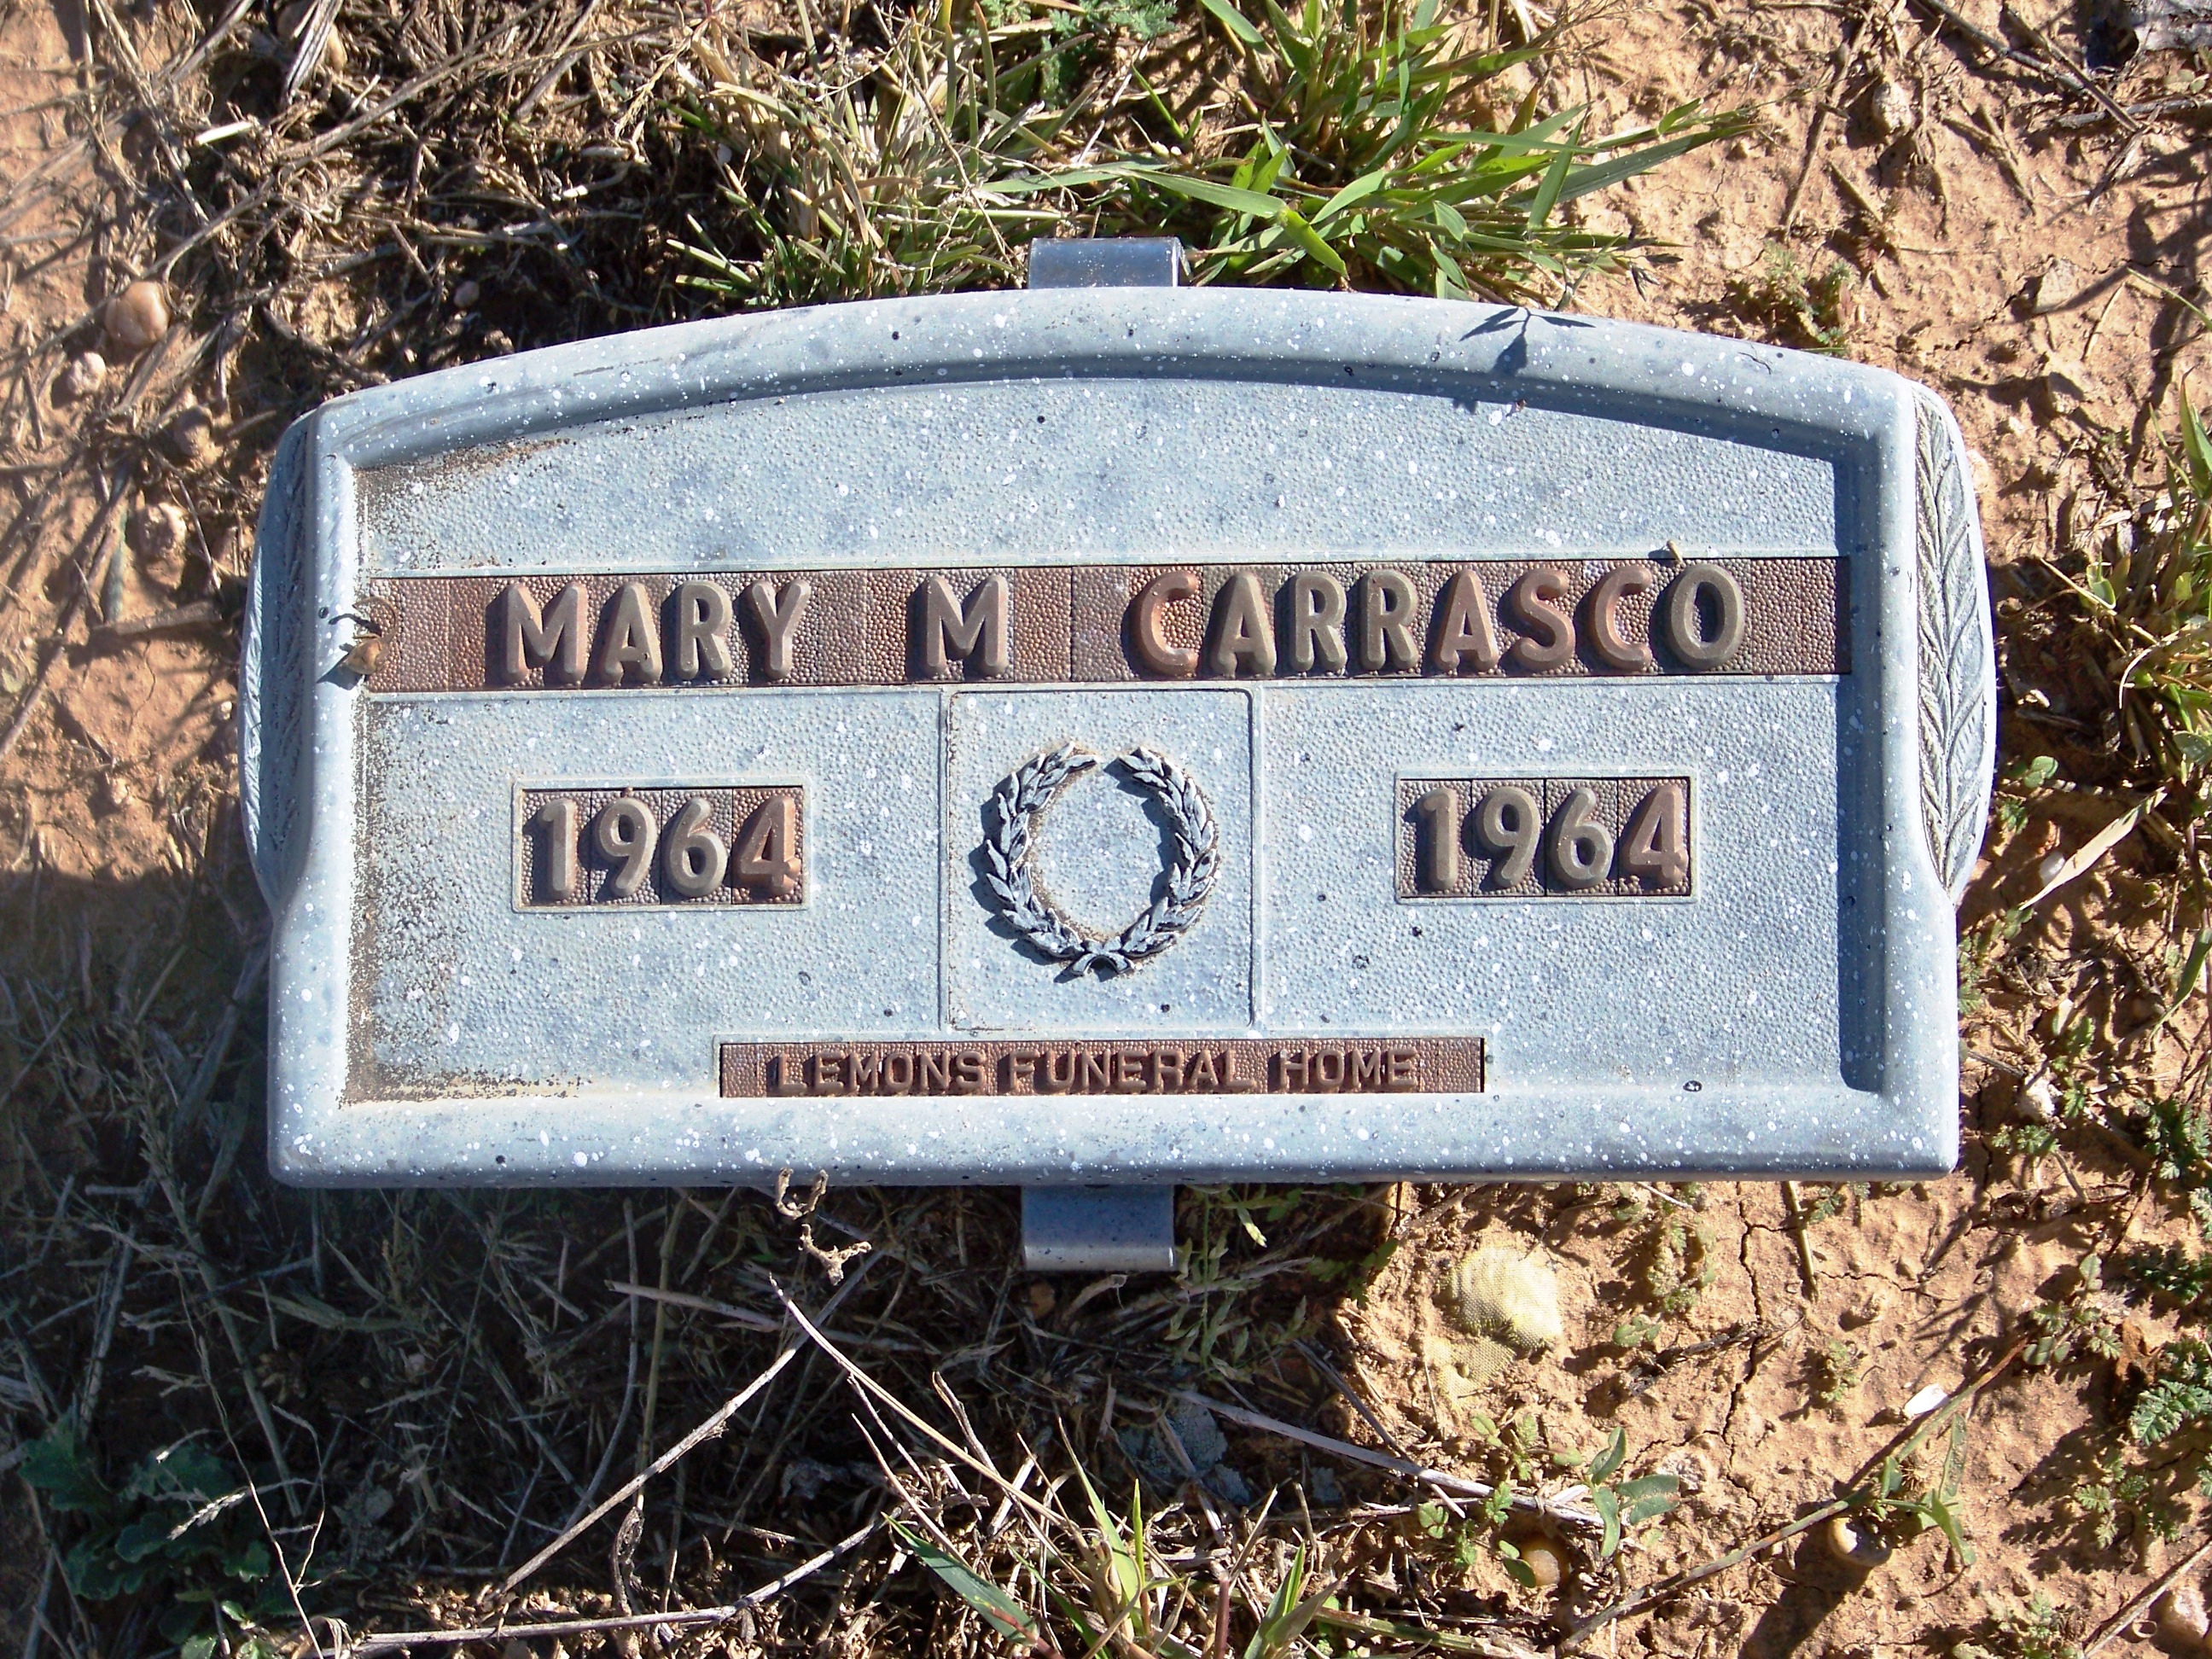 MARY M CARRASCO
1964 1964
LEMONS FUNERAL HOME